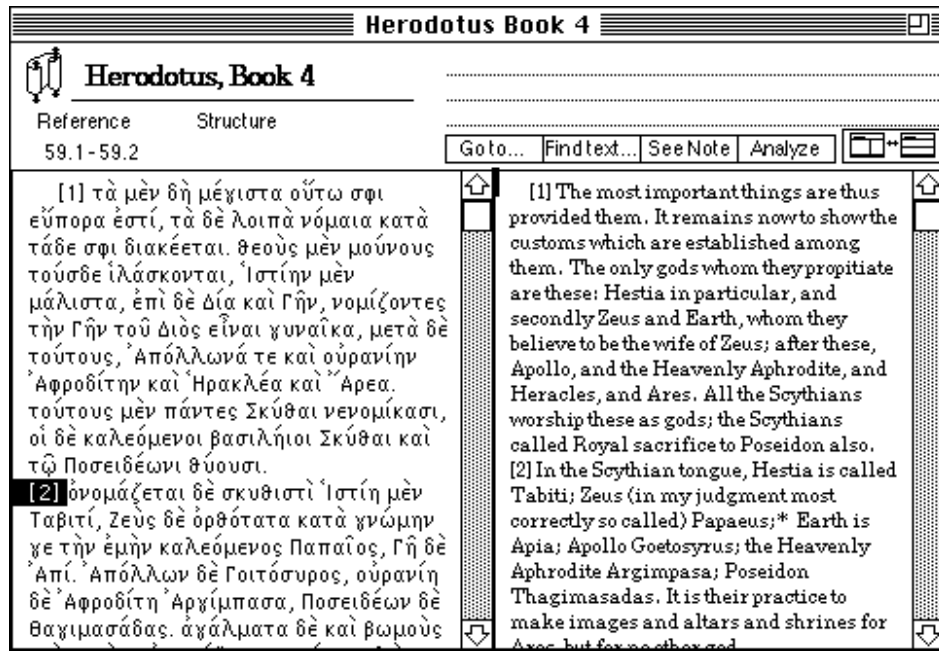 Herodotus Book 4
Herodotus, Book 4
Reference Structure
59.1-59.2
Go to... Find text... See Note Analyze
[1] τὰ μὲν δὴ μέγιστα οὕτω σφι
εὔπορα ἐστί, τὰ δὲ λοιπὰ νόμαια κατὰ
τάδε σφι διακέεται. θεοὺς μὲν μούνους
τούσδε ἱλάσκονται, Ἱστίην μὲν
μάλιστα, ἐπὶ δὲ Δία καὶ Γῆν, νομίζοντες
τὴν Γῆν τοῦ Διὸς εἶναι γυναῖκα, μετὰ δὲ
τούτους, Ἀπόλλωνά τε καὶ οὐρανίην
Ἀφροδίτην καὶ Ἡρακλέα καὶ Ἄρεα.
τούτους μὲν πάντες Σκύθαι νενομίκασι,
οἱ δὲ καλεόμενοι βασιλήιοι Σκύθαι καὶ
τῷ Ποσειδέωνι θύουσι.
[2] ὀνομάζεται δὲ σκυθιστὶ Ἱστίη μὲν
Ταβιτί, Ζεὺς δὲ ὀρθότατα κατὰ γνώμην
γε τὴν ἐμὴν καλεόμενος Παπαῖος, Γῆ δὲ
Ἀπί. Ἀπόλλων δὲ Γοιτόσυρος, οὐρανίη
δὲ Ἀφροδίτη Ἀργίμπασα, Ποσειδέων δὲ
Θαγιμασάδας. ἀγάλματα δὲ καὶ βωμοὺς
[1] The most important things are thus
provided them. It remains now to show the
customs which are established among
them. The only gods whom they propitiate
are these: Hestia in particular, and
secondly Zeus and Earth, whom they
believe to be the wife of Zeus; after these,
Apollo, and the Heavenly Aphrodite, and
Heracles, and Ares. All the Scythians
worship these as gods; the Scythians
called Royal sacrifice to Poseidon also.
[2] In the Scythian tongue, Hestia is called
Tabiti; Zeus (in my judgment most
correctly so called) Papaeus;* Earth is
Apia; Apollo Goetosyrus; the Heavenly
Aphrodite Argimpasa; Poseidon
Thagimasadas. It is their practice to
make images and altars and shrines for
Ares, but for no other god.